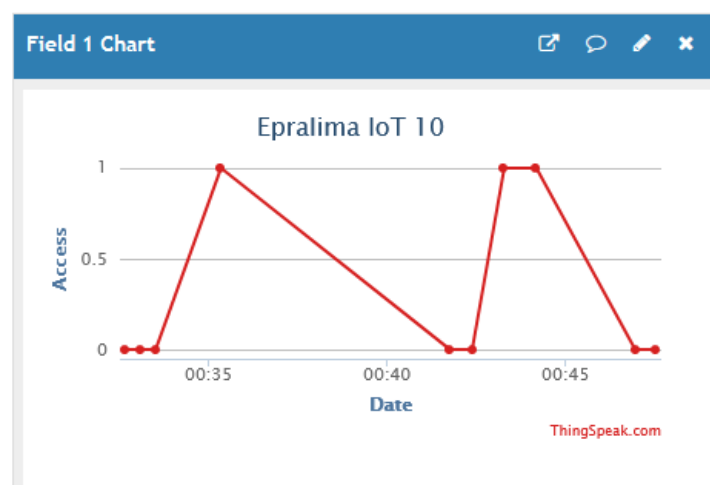 Field 1 Chart
Epralima IoT 10
Access
1
0.5
0
00:35 00:40 00:45
Date
ThingSpeak.com